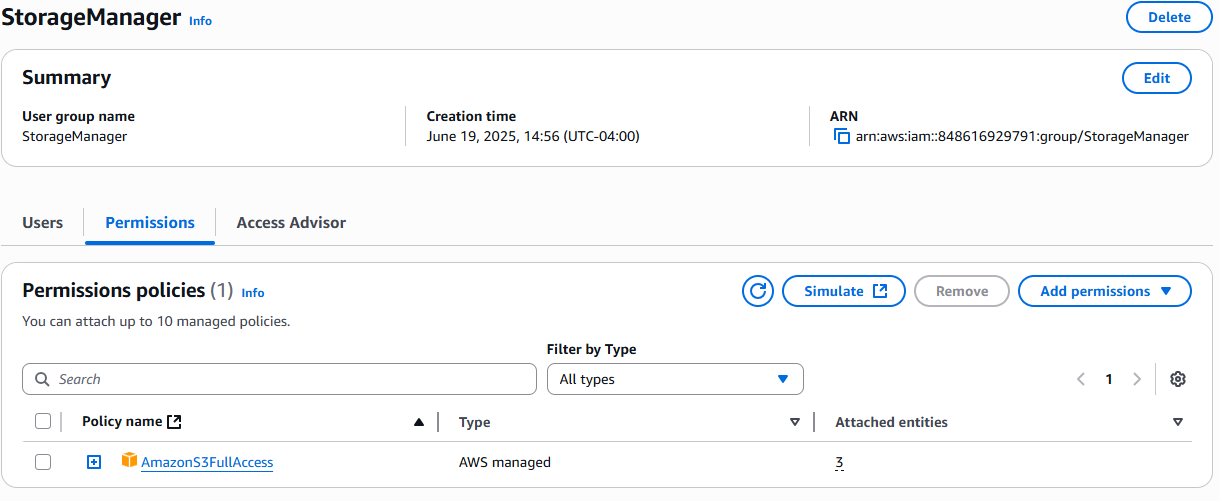 StorageManager Info
Delete
Summary
Edit
User group name
StorageManager
Creation time
June 19, 2025, 14:56 (UTC-04:00)
ARN
arn:aws:iam::848616929791:group/StorageManager
Users
Permissions
Access Advisor
Permissions policies (1) Info
Simulate
Remove
Add permissions
You can attach up to 10 managed policies.
Filter by Type
Search
All types
1
Policy name
Type
Attached entities
AmazonS3FullAccess
AWS managed
3